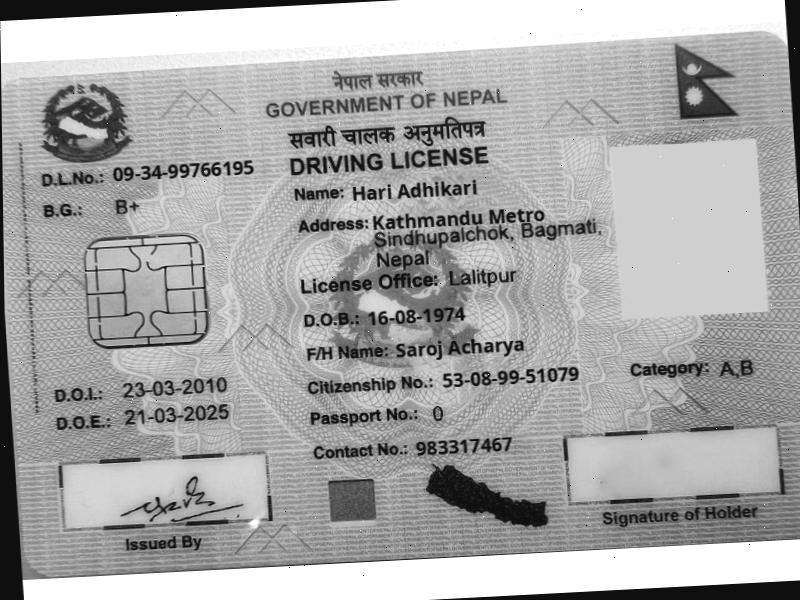 नेपाल सरकार
GOVERNMENT OF NEPAL
सवारी चालक अनुमतिपत्र
DRIVING LICENSE
D.L.No.: 09-34-99766195
B.G.: B+
Name: Hari Adhikari
Address: Kathmandu Metro
Sindhupalchok, Bagmati,
Nepal
License Office: Lalitpur
D.O.B.: 16-08-1974
F/H Name: Saroj Acharya
Citizenship No.: 53-08-99-51079
Category: A,B
D.O.I.: 23-03-2010
Passport No.: 0
D.O.E.: 21-03-2025
Contact No.: 983317467
Issued By
Signature of Holder